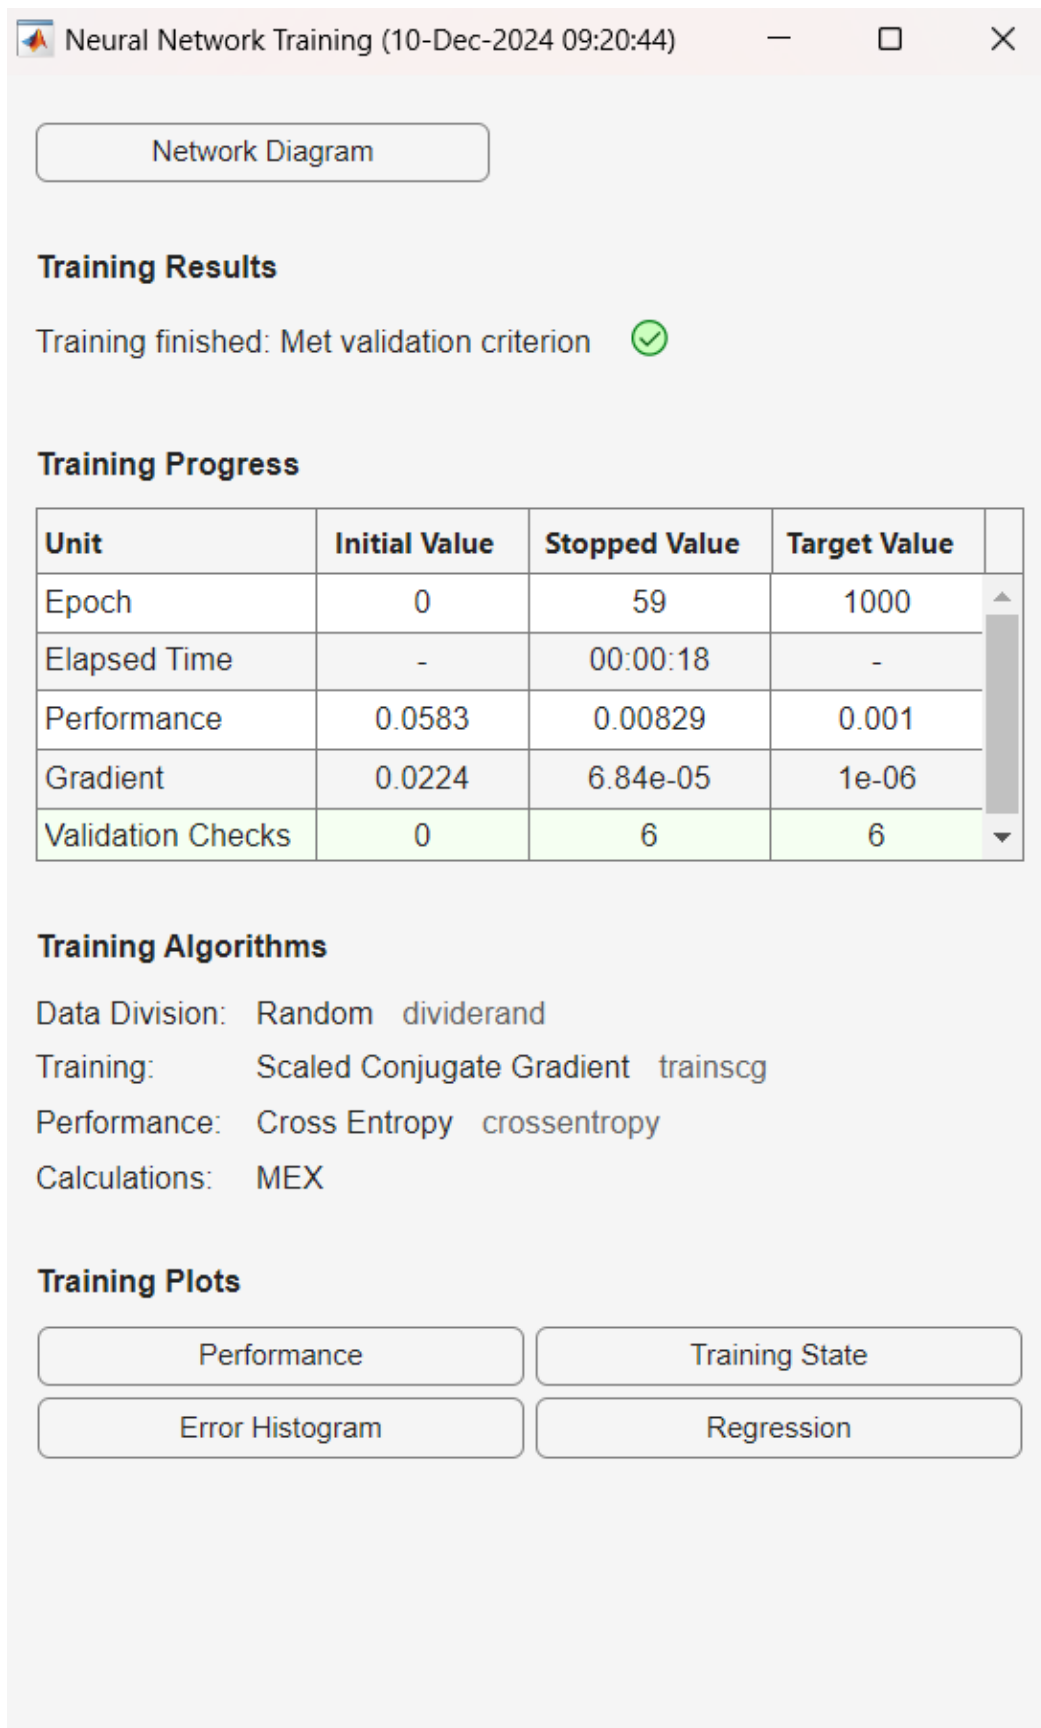 Neural Network Training (10-Dec-2024 09:20:44)
Network Diagram
Training Results
Training finished: Met validation criterion
Training Progress
Unit Initial Value Stopped Value Target Value
Epoch 0 59 1000
Elapsed Time - 00:00:18 -
Performance 0.0583 0.00829 0.001
Gradient 0.0224 6.84e-05 1e-06
Validation Checks 0 6 6
Training Algorithms
Data Division: Random dividerand
Training: Scaled Conjugate Gradient trainscg
Performance: Cross Entropy crossentropy
Calculations: MEX
Training Plots
Performance Training State
Error Histogram Regression